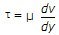 τ = μ dv/dy